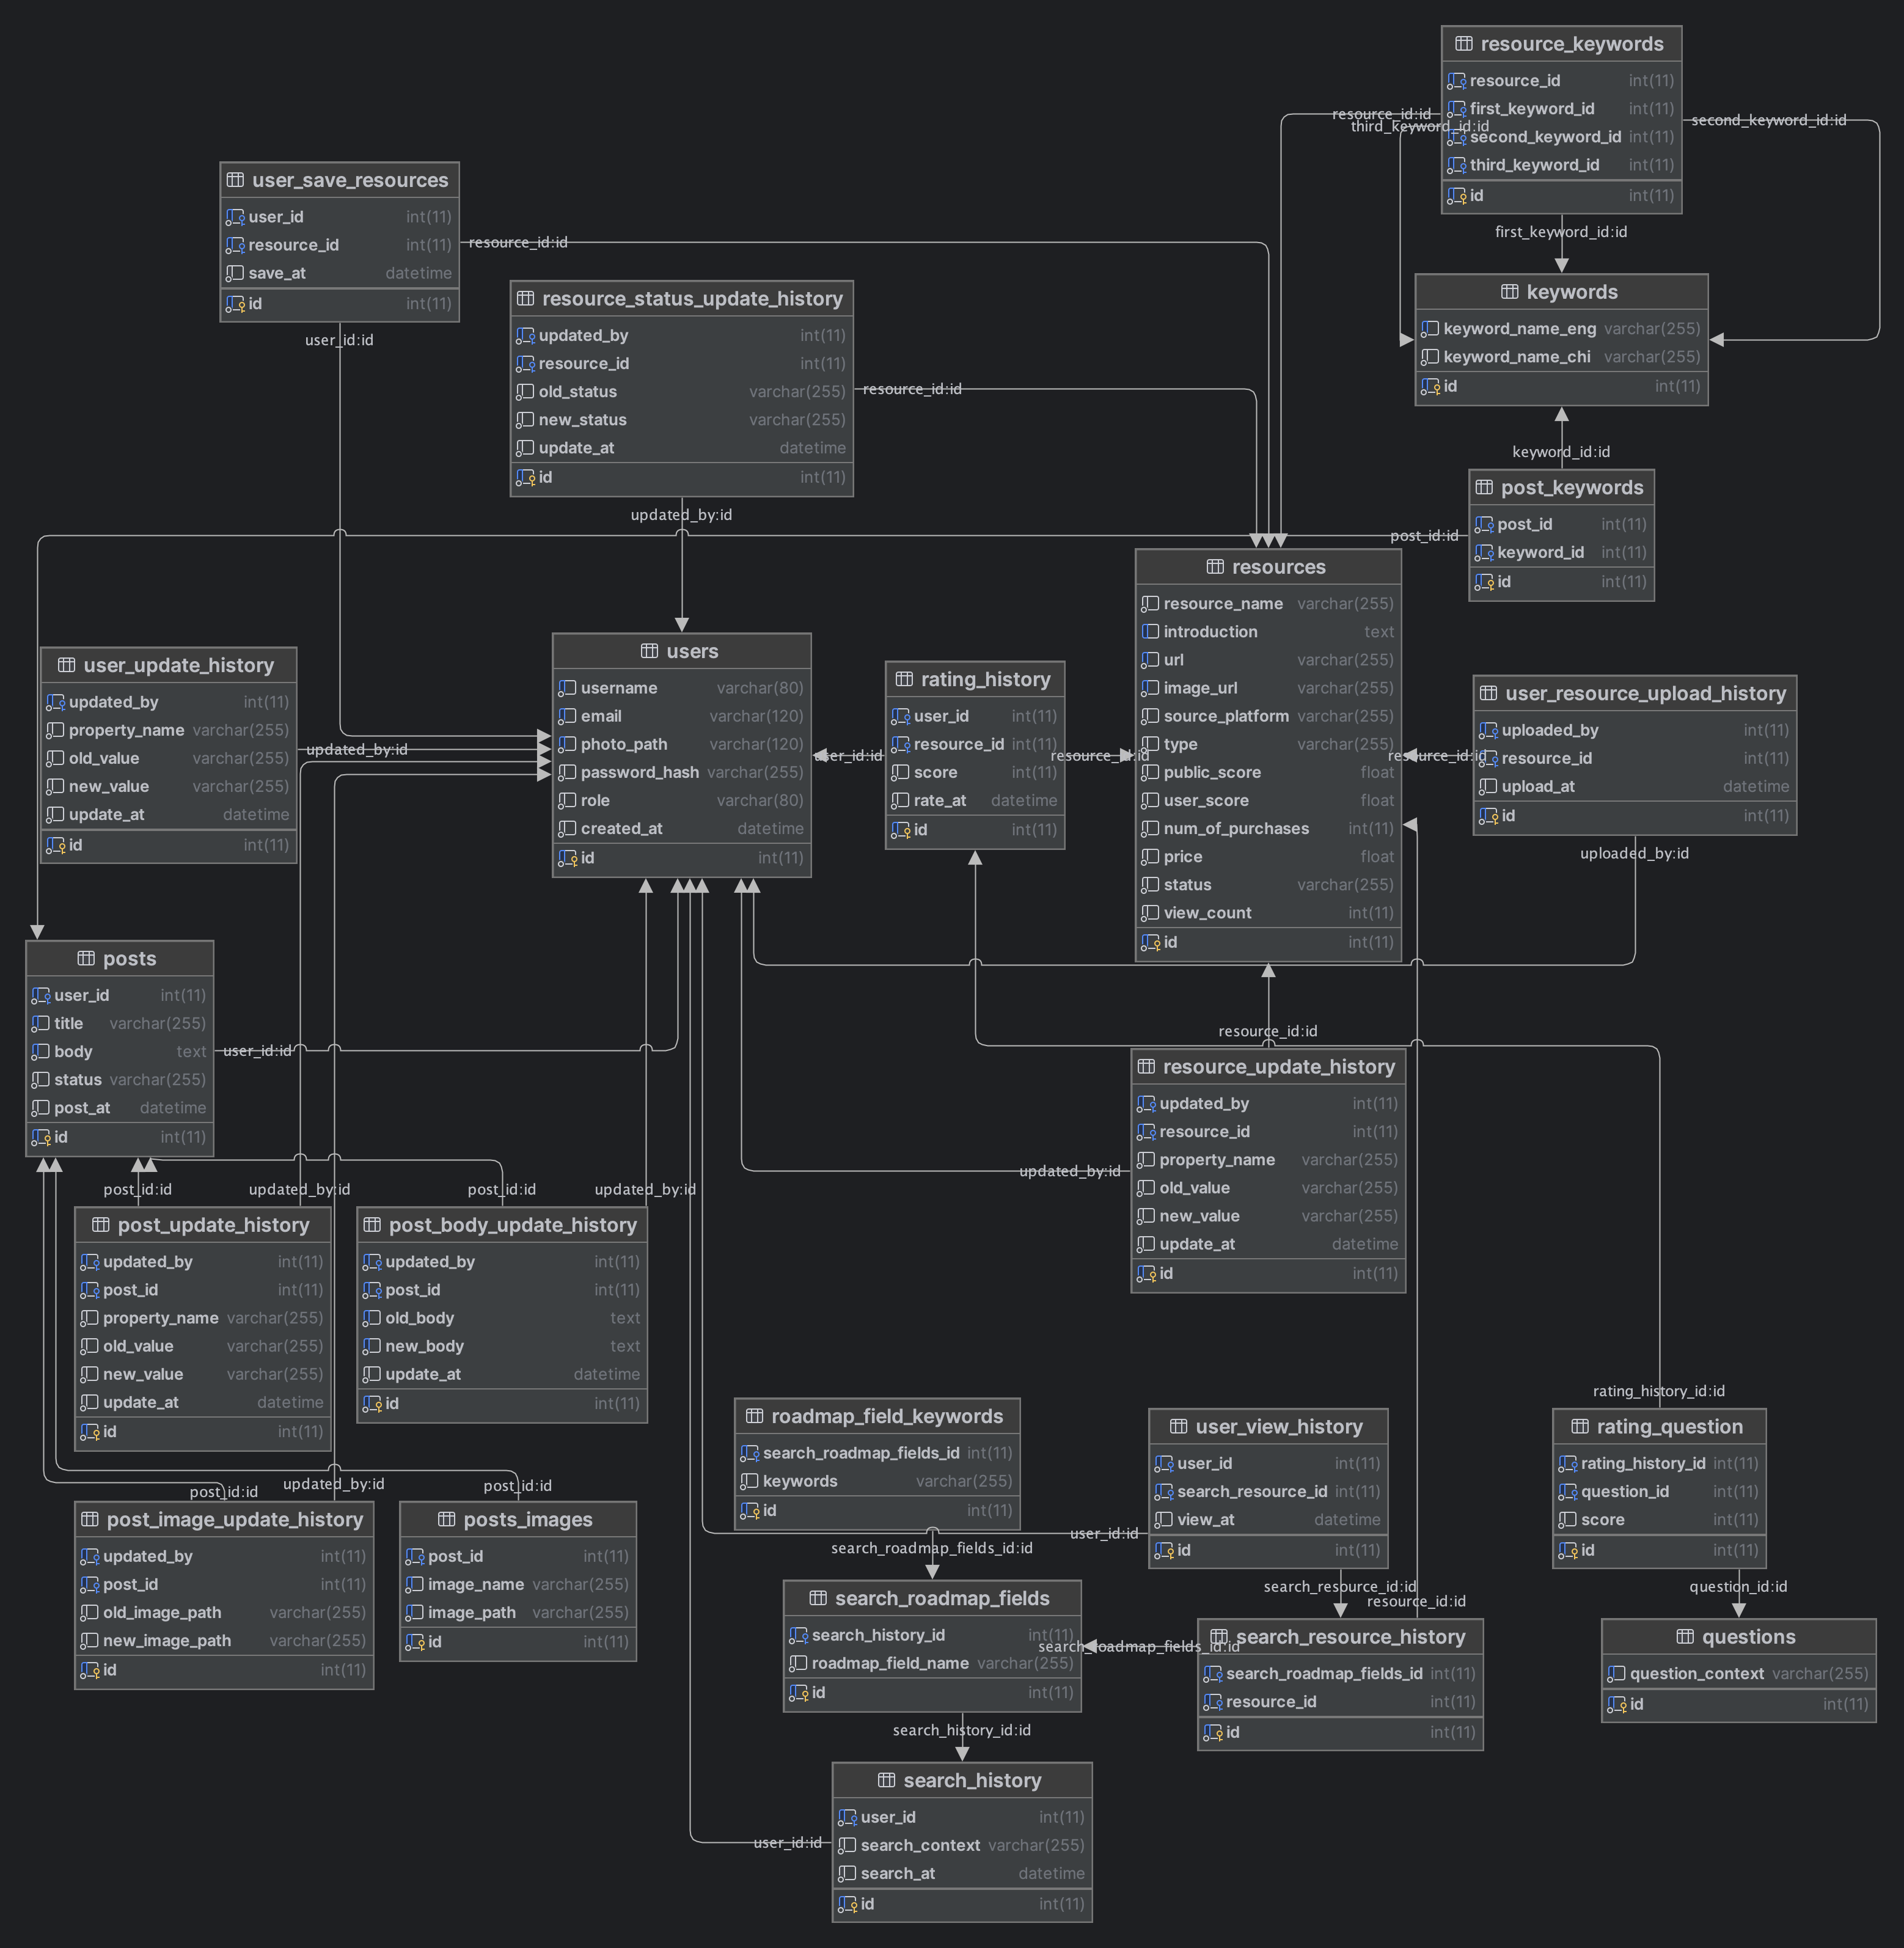 resource_keywords
resource_id int(11)
first_keyword_id int(11)
second_keyword_id int(11)
third_keyword_id int(11)
id int(11)
resource_id:id
third_keyword_id:id
second_keyword_id:id
first_keyword_id:id
user_save_resources
user_id int(11)
resource_id int(11)
save_at datetime
id int(11)
resource_id:id
user_id:id
resource_status_update_history
updated_by int(11)
resource_id int(11)
old_status varchar(255)
new_status varchar(255)
update_at datetime
id int(11)
resource_id:id
updated_by:id
keywords
keyword_name_eng varchar(255)
keyword_name_chi varchar(255)
id int(11)
keyword_id:id
post_keywords
post_id int(11)
keyword_id int(11)
id int(11)
post_id:id
user_update_history
updated_by int(11)
property_name varchar(255)
old_value varchar(255)
new_value varchar(255)
update_at datetime
id int(11)
updated_by:id
users
username varchar(80)
email varchar(120)
photo_path varchar(120)
password_hash varchar(255)
role varchar(80)
created_at datetime
id int(11)
user_id:id
rating_history
user_id int(11)
resource_id int(11)
score int(11)
rate_at datetime
id int(11)
resource_id:id
resources
resource_name varchar(255)
introduction text
url varchar(255)
image_url varchar(255)
source_platform varchar(255)
type varchar(255)
public_score float
user_score float
num_of_purchases int(11)
price float
status varchar(255)
view_count int(11)
id int(11)
resource_id:id
user_resource_upload_history
uploaded_by int(11)
resource_id int(11)
upload_at datetime
id int(11)
uploaded_by:id
posts
user_id int(11)
title varchar(255)
body text
status varchar(255)
post_at datetime
id int(11)
user_id:id
resource_id:id
resource_update_history
updated_by int(11)
resource_id int(11)
property_name varchar(255)
old_value varchar(255)
new_value varchar(255)
update_at datetime
id int(11)
updated_by:id
post_id:id
updated_by:id
post_id:id
updated_by:id
post_update_history
updated_by int(11)
post_id int(11)
property_name varchar(255)
old_value varchar(255)
new_value varchar(255)
update_at datetime
id int(11)
post_body_update_history
updated_by int(11)
post_id int(11)
old_body text
new_body text
update_at datetime
id int(11)
post_id:id
updated_by:id
post_id:id
post_image_update_history
updated_by int(11)
post_id int(11)
old_image_path varchar(255)
new_image_path varchar(255)
id int(11)
posts_images
post_id int(11)
image_name varchar(255)
image_path varchar(255)
id int(11)
roadmap_field_keywords
search_roadmap_fields_id int(11)
keywords varchar(255)
id int(11)
search_roadmap_fields_id:id
user_view_history
user_id int(11)
search_resource_id int(11)
view_at datetime
id int(11)
user_id:id
search_resource_id:id
resource_id:id
rating_history_id:id
rating_question
rating_history_id int(11)
question_id int(11)
score int(11)
id int(11)
question_id:id
search_roadmap_fields
search_history_id int(11)
roadmap_field_name varchar(255)
id int(11)
search_roadmap_fields_id:id
search_history_id:id
search_resource_history
search_roadmap_fields_id int(11)
resource_id int(11)
id int(11)
questions
question_context varchar(255)
id int(11)
search_history
user_id int(11)
search_context varchar(255)
search_at datetime
id int(11)
user_id:id